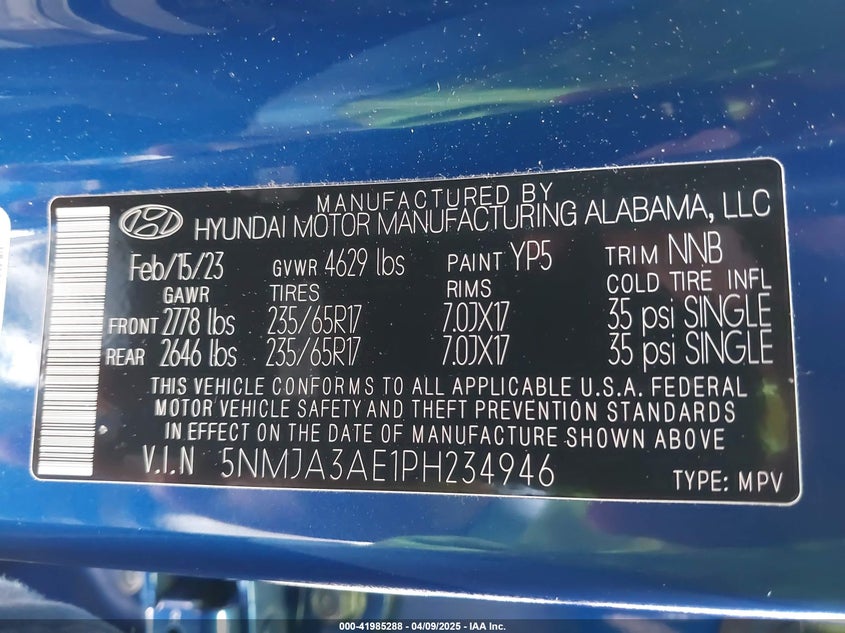 MANUFACTURED BY
HYUNDAI MOTOR MANUFACTURING ALABAMA, LLC
Feb/15/23 GVWR 4629 lbs PAINT YP5 TRIM NNB
GAWR TIRES RIMS COLD TIRE INFL
FRONT 2778 lbs 235/65R17 7.0JX17 35 psi SINGLE
REAR 2646 lbs 235/65R17 7.0JX17 35 psi SINGLE
THIS VEHICLE CONFORMS TO ALL APPLICABLE U.S.A. FEDERAL
MOTOR VEHICLE SAFETY AND THEFT PREVENTION STANDARDS
IN EFFECT ON THE DATE OF MANUFACTURE SHOWN ABOVE
V.I.N 5NMJA3AE1PH234946 TYPE: MPV
000-41985288 - 04/09/2025 - IAA Inc.